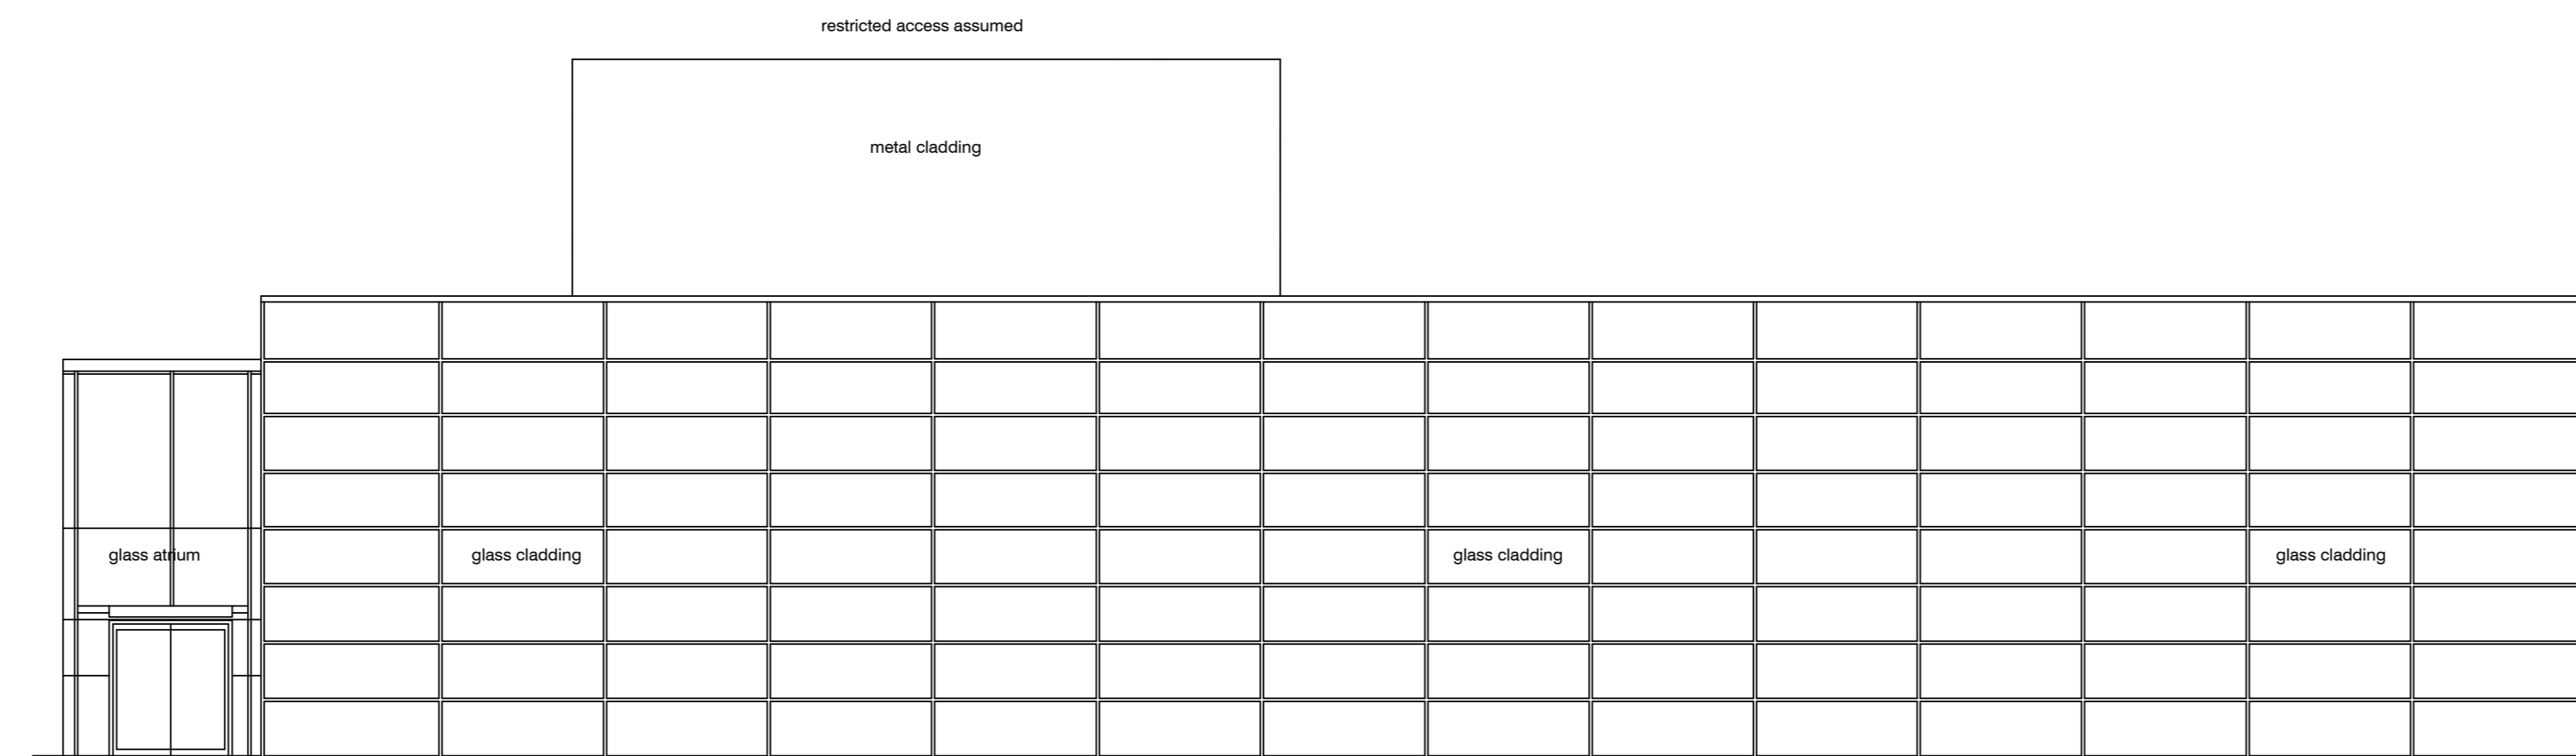 restricted access assumed
metal cladding
glass atrium
glass cladding
glass cladding
glass cladding